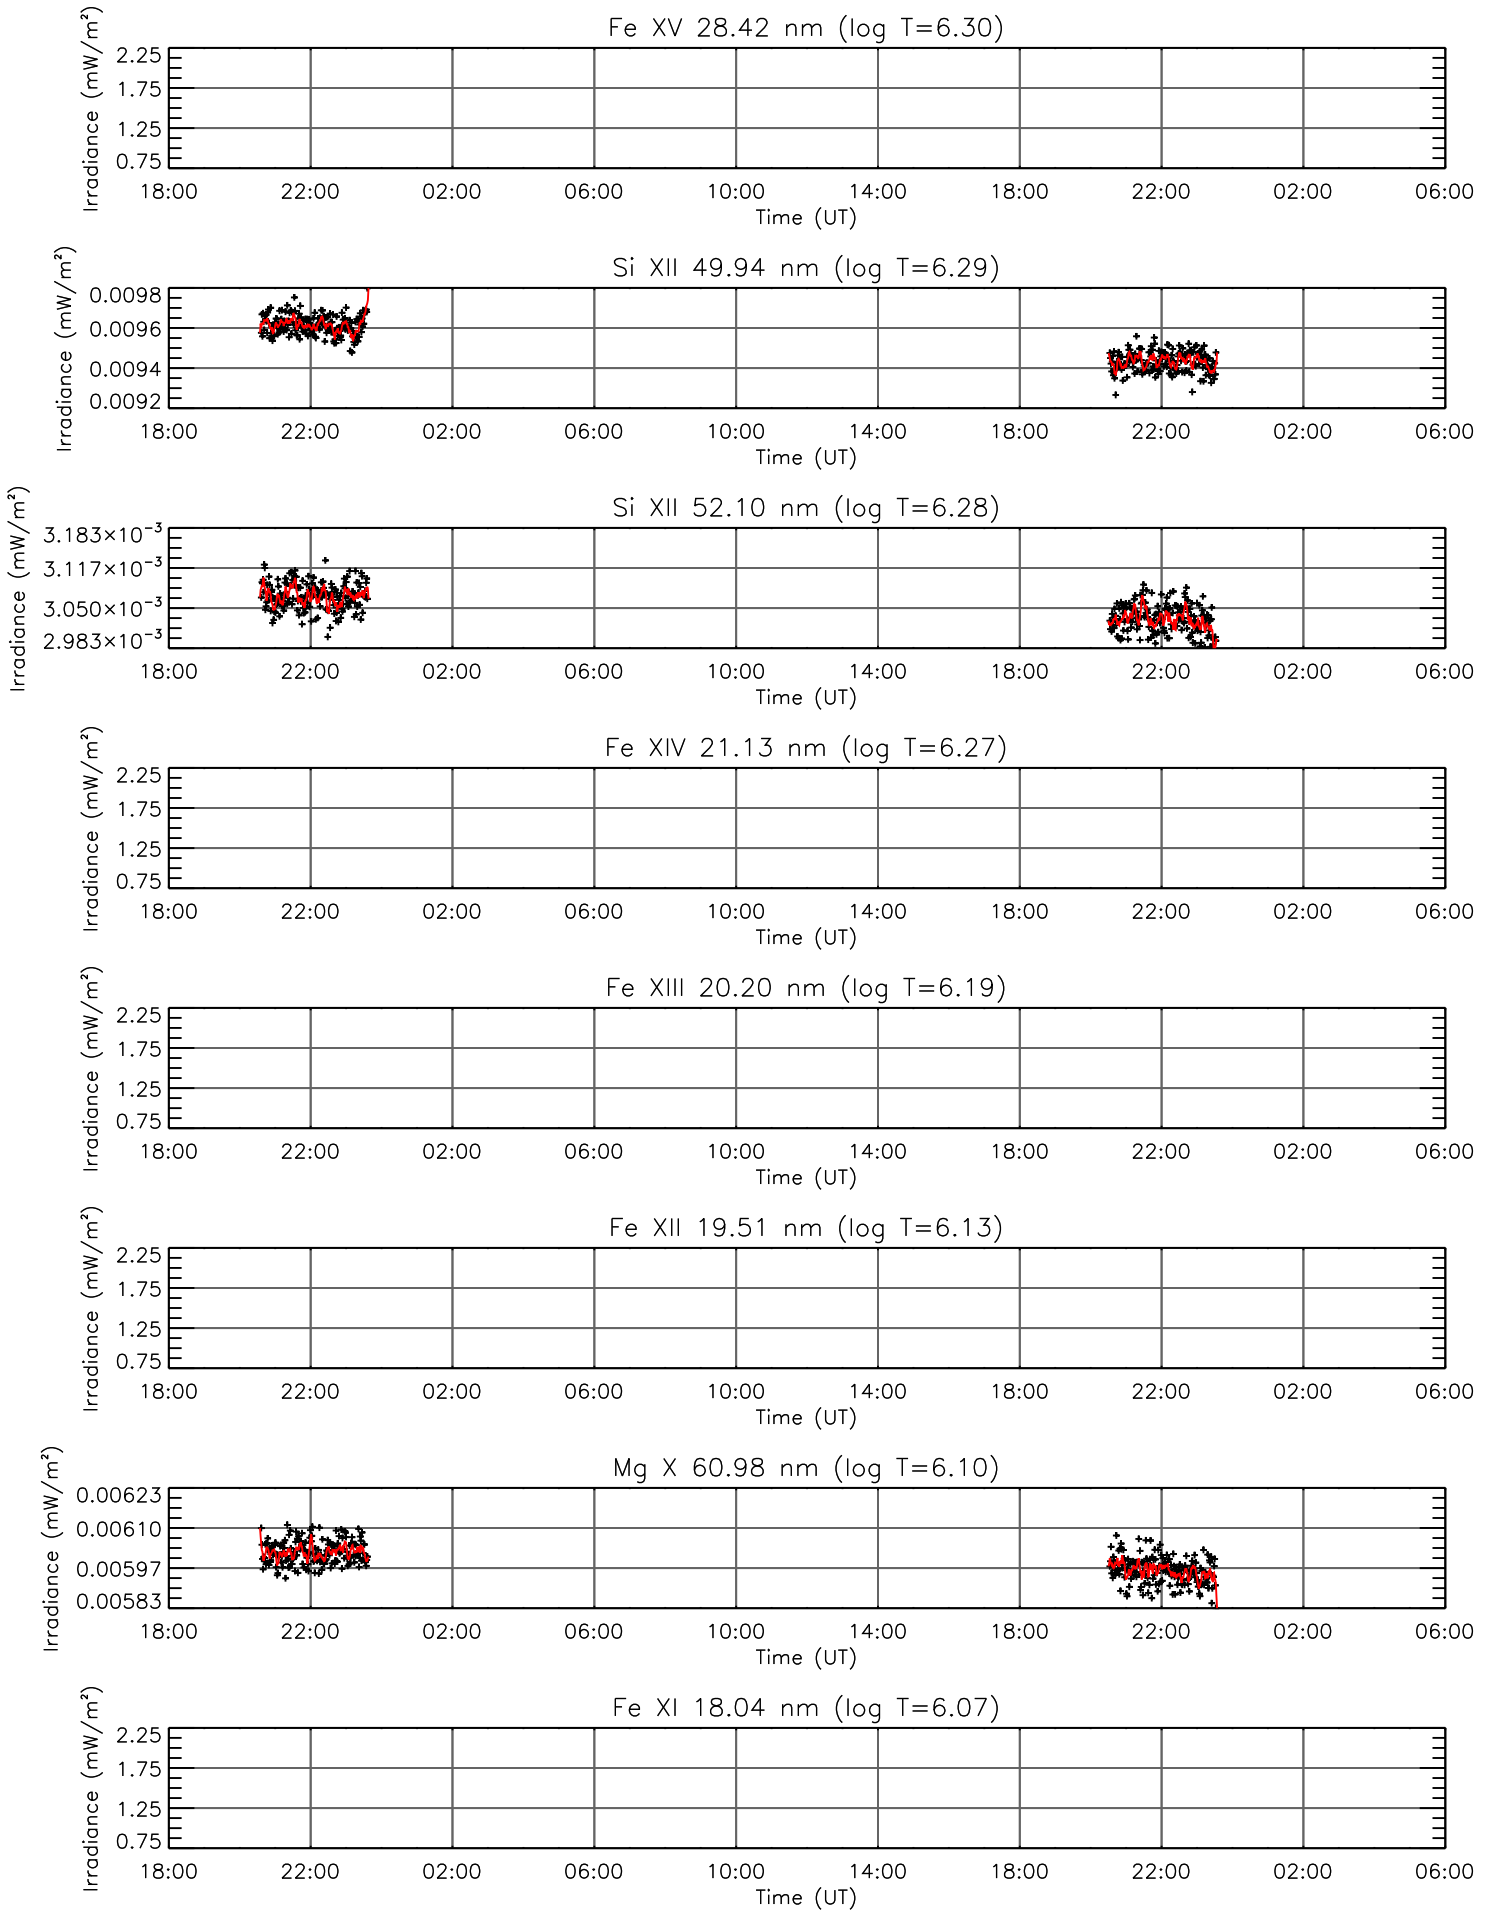 Fe XV 28.42 nm (log T=6.30)
Irradiance (mW/m²)
2.25
1.75
1.25
0.75
18:00 22:00 02:00 06:00 10:00 14:00 18:00 22:00 02:00 06:00
Time (UT)
Si XII 49.94 nm (log T=6.29)
Irradiance (mW/m²)
0.0098
0.0096
0.0094
0.0092
18:00 22:00 02:00 06:00 10:00 14:00 18:00 22:00 02:00 06:00
Time (UT)
Si XII 52.10 nm (log T=6.28)
Irradiance (mW/m²)
3.183×10⁻³
3.117×10⁻³
3.050×10⁻³
2.983×10⁻³
18:00 22:00 02:00 06:00 10:00 14:00 18:00 22:00 02:00 06:00
Time (UT)
Fe XIV 21.13 nm (log T=6.27)
Irradiance (mW/m²)
2.25
1.75
1.25
0.75
18:00 22:00 02:00 06:00 10:00 14:00 18:00 22:00 02:00 06:00
Time (UT)
Fe XIII 20.20 nm (log T=6.19)
Irradiance (mW/m²)
2.25
1.75
1.25
0.75
18:00 22:00 02:00 06:00 10:00 14:00 18:00 22:00 02:00 06:00
Time (UT)
Fe XII 19.51 nm (log T=6.13)
Irradiance (mW/m²)
2.25
1.75
1.25
0.75
18:00 22:00 02:00 06:00 10:00 14:00 18:00 22:00 02:00 06:00
Time (UT)
Mg X 60.98 nm (log T=6.10)
Irradiance (mW/m²)
0.00623
0.00610
0.00597
0.00583
18:00 22:00 02:00 06:00 10:00 14:00 18:00 22:00 02:00 06:00
Time (UT)
Fe XI 18.04 nm (log T=6.07)
Irradiance (mW/m²)
2.25
1.75
1.25
0.75
18:00 22:00 02:00 06:00 10:00 14:00 18:00 22:00 02:00 06:00
Time (UT)